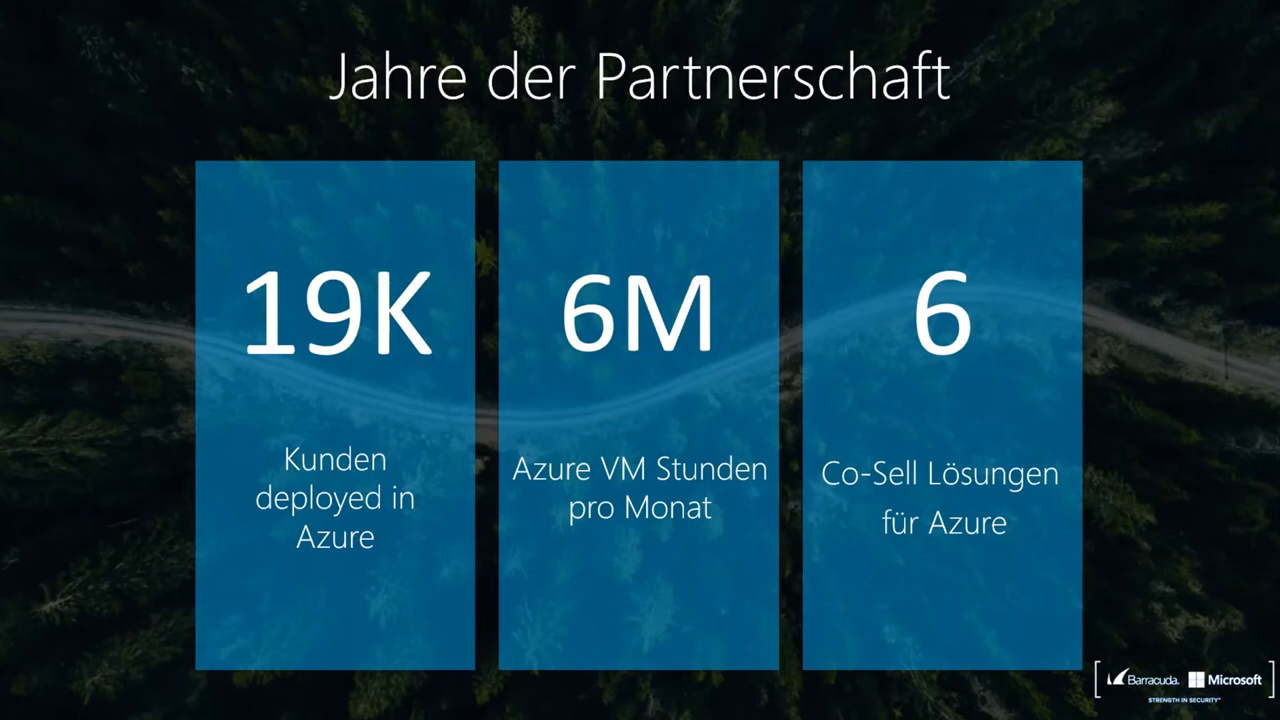 Jahre der Partnerschaft
19K
Kunden
deployed in
Azure
6M
Azure VM Stunden
pro Monat
6
Co-Sell Lösungen
für Azure
Barracuda. Microsoft
STRENGTH IN SECURITY™